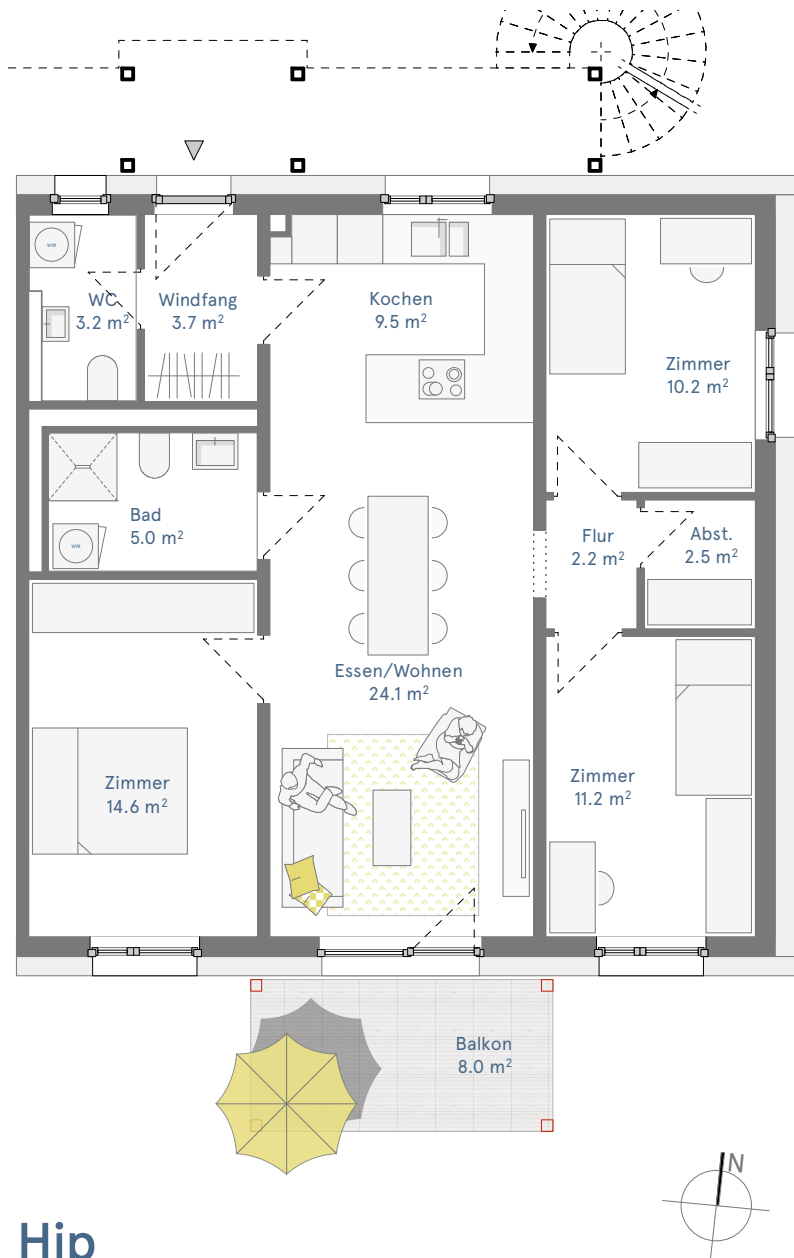 WM
WC
3.2 m²
Windfang
3.7 m²
Kochen
9.5 m²
Zimmer
10.2 m²
Bad
5.0 m²
WM
Flur
2.2 m²
Abst.
2.5 m²
Essen/Wohnen
24.1 m²
Zimmer
14.6 m²
Zimmer
11.2 m²
Balkon
8.0 m²
N
Hip